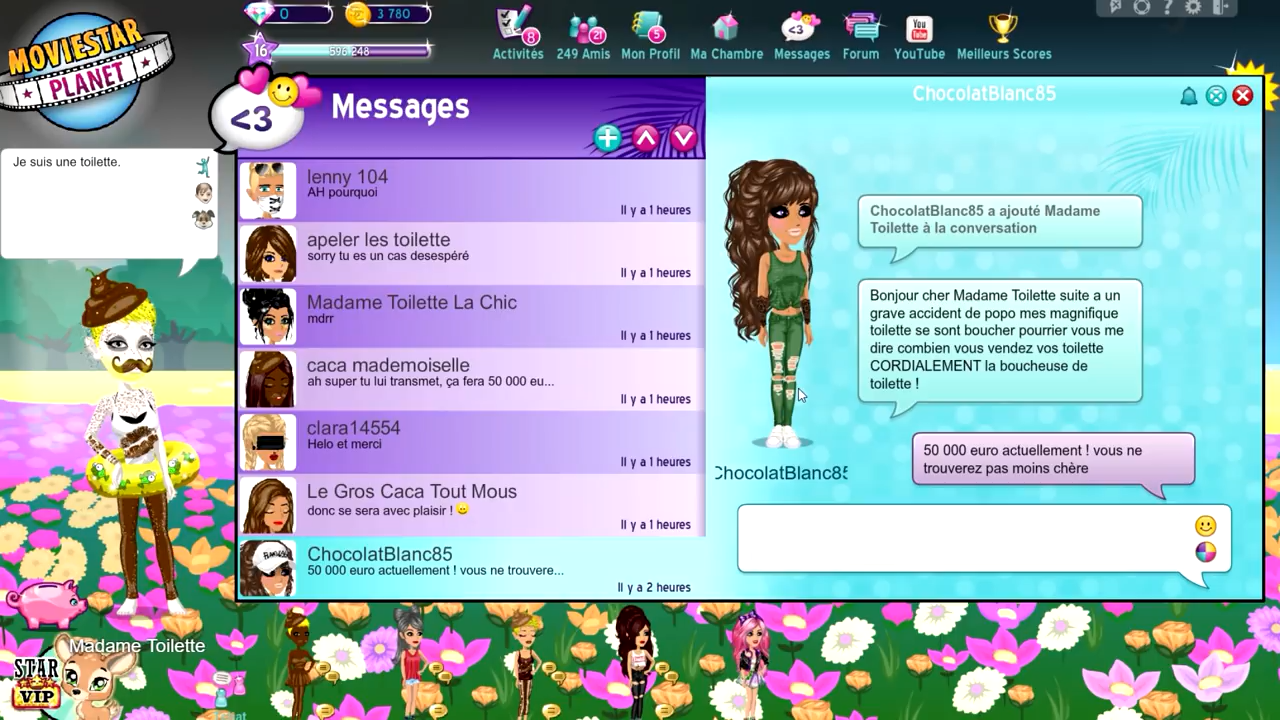 MOVIESTAR
PLANET
0
3 780
16
596 248
8
Activités
21
249 Amis
5
Mon Profil
Ma Chambre
<3
Messages
Forum
You
Tube
YouTube
Meilleurs Scores
Je suis une toilette.
<3
Messages
lenny 104
AH pourquoi
Il y a 1 heures
apeler les toilette
sorry tu es un cas desespéré
Il y a 1 heures
Madame Toilette La Chic
mdrr
Il y a 1 heures
caca mademoiselle
ah super tu lui transmet, ça fera 50 000 eu...
Il y a 1 heures
clara14554
Helo et merci
Il y a 1 heures
Le Gros Caca Tout Mous
donc se sera avec plaisir !
Il y a 1 heures
ChocolatBlanc85
50 000 euro actuellement ! vous ne trouvere...
Il y a 2 heures
ChocolatBlanc85
ChocolatBlanc85 a ajouté Madame
Toilette à la conversation
Bonjour cher Madame Toilette suite a un
grave accident de popo mes magnifique
toilette se sont boucher pourrier vous me
dire combien vous vendez vos toilette
CORDIALEMENT la boucheuse de
toilette !
50 000 euro actuellement ! vous ne
trouverez pas moins chère
ChocolatBlanc85
Madame Toilette
STAR
VIP